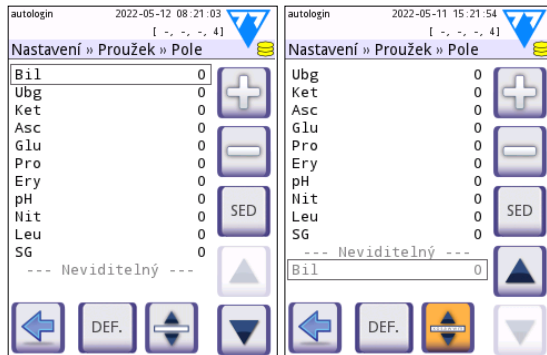 autologin 2022-05-12 08:21:03
[ -, -, -, 4]
Nastavení » Proužek » Pole
Bil 0
Ubg 0
Ket 0
Asc 0
Glu 0
Pro 0
Ery 0
pH 0
Nit 0
Leu 0
SG 0
--- Neviditelný ---
SED
DEF.
autologin 2022-05-11 15:21:54
[ -, -, -, 4]
Nastavení » Proužek » Pole
Ubg 0
Ket 0
Asc 0
Glu 0
Pro 0
Ery 0
pH 0
Nit 0
Leu 0
SG 0
--- Neviditelný ---
Bil 0
SED
DEF.